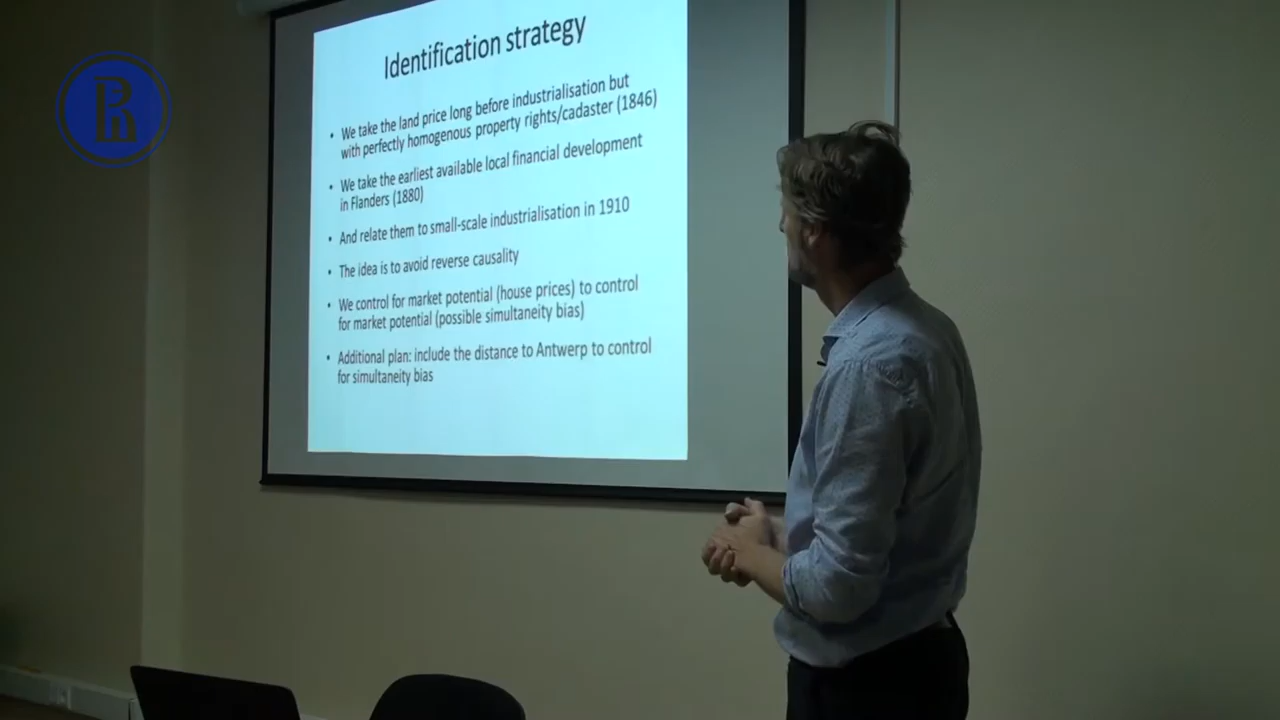 Identification strategy
• We take the land price long before industrialisation but
with perfectly homogenous property rights/cadaster (1846)
• We take the earliest available local financial development
in Flanders (1880)
• And relate them to small-scale industrialisation in 1910
• The idea is to avoid reverse causality
• We control for market potential (house prices) to control
for market potential (possible simultaneity bias)
• Additional plan: include the distance to Antwerp to control
for simultaneity bias